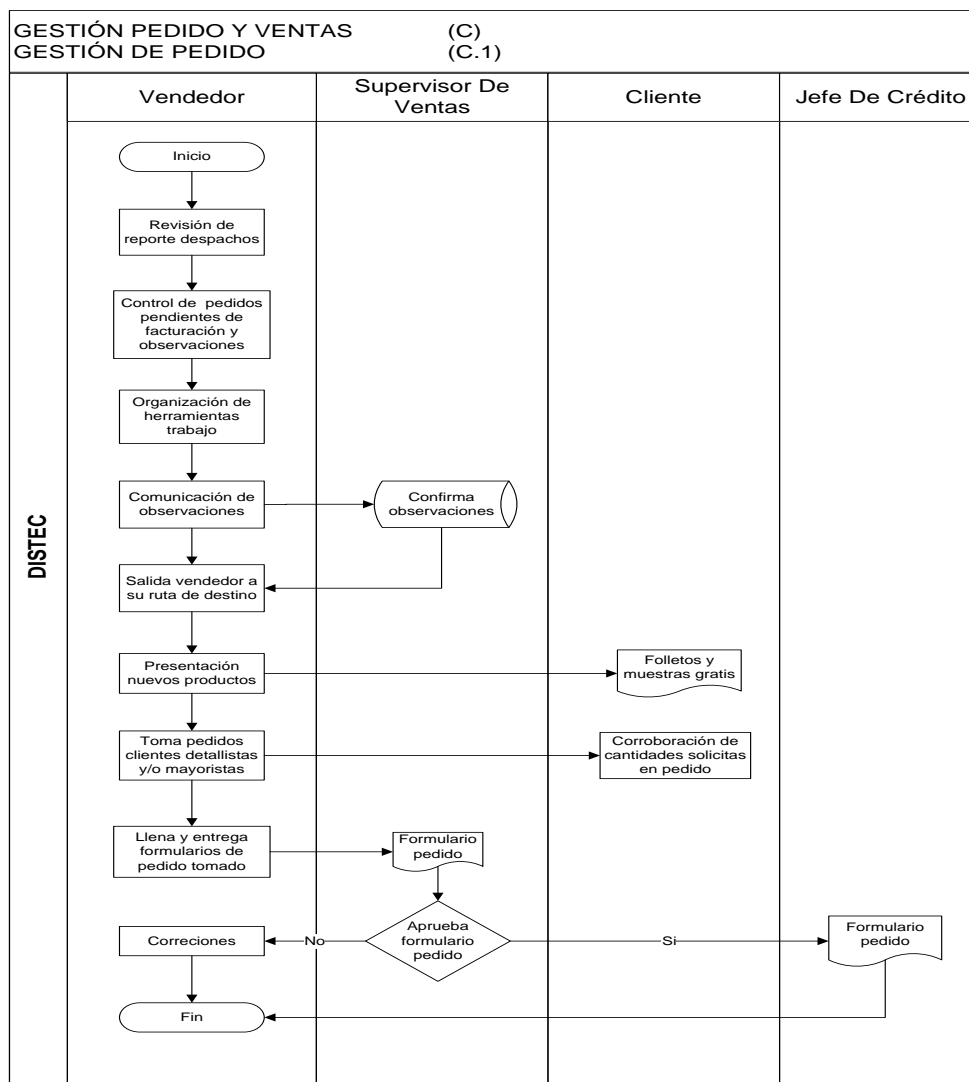 GESTIÓN PEDIDO Y VENTAS (C)
GESTIÓN DE PEDIDO (C.1)
DISTEC
Vendedor
Supervisor De
Ventas
Cliente
Jefe De Crédito
Inicio
Revisión de
reporte despachos
Control de pedidos
pendientes de
facturación y
observaciones
Organización de
herramientas
trabajo
Comunicación de
observaciones
Confirma
observaciones
Salida vendedor a
su ruta de destino
Presentación
nuevos productos
Folletos y
muestras gratis
Toma pedidos
clientes detallistas
y/o mayoristas
Corroboración de
cantidades solicitas
en pedido
Llena y entrega
formularios de
pedido tomado
Formulario
pedido
Aprueba
formulario
pedido
No
Si
Correciones
Formulario
pedido
Fin